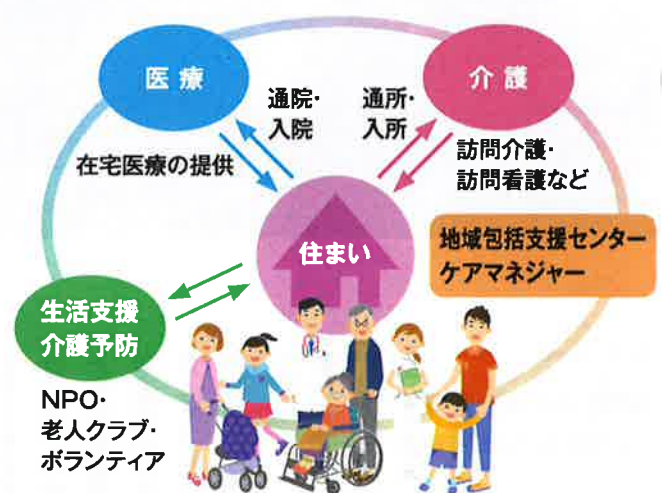 医療
介護
通院・
入院
通所・
入所
在宅医療の提供
訪問介護・
訪問看護など
住まい
地域包括支援センター
ケアマネジャー
生活支援
介護予防
NPO・
老人クラブ・
ボランティア